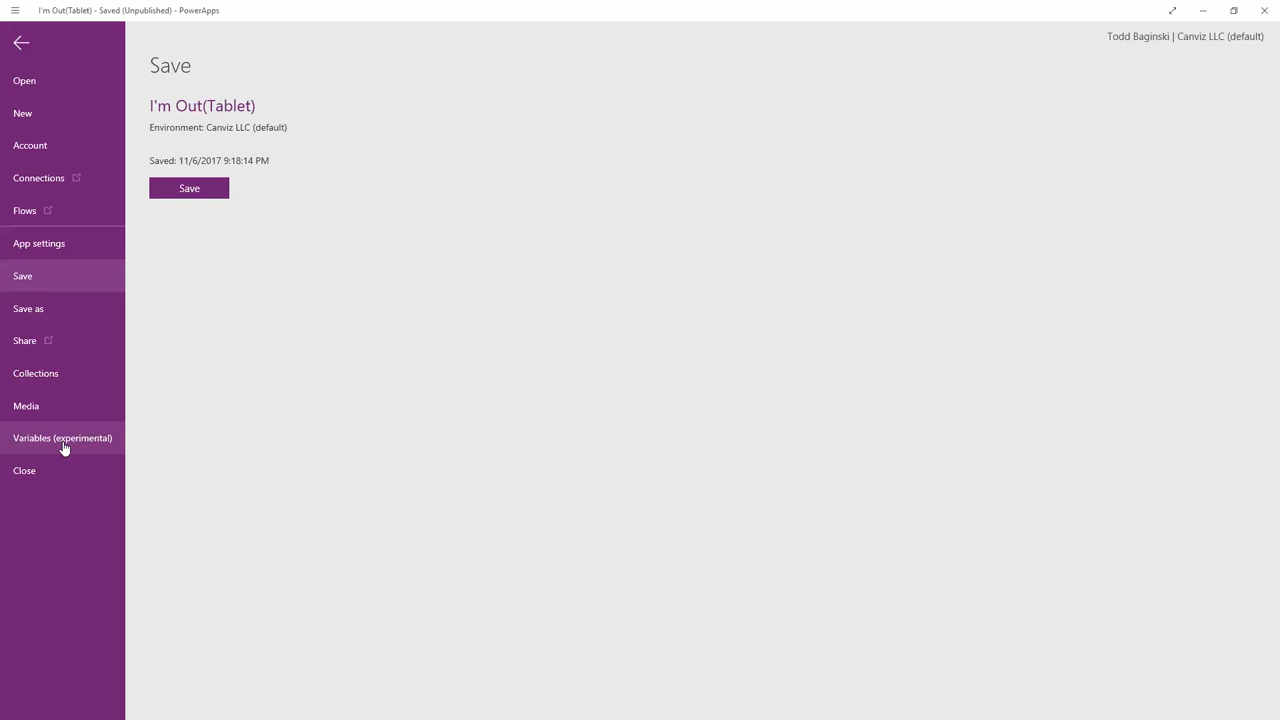 I'm Out(Tablet) - Saved (Unpublished) - PowerApps
Todd Baginski | Canviz LLC (default)
Open
New
Account
Connections
Flows
App settings
Save
Save as
Share
Collections
Media
Variables (experimental)
Close
Save
I'm Out(Tablet)
Environment: Canviz LLC (default)
Saved: 11/6/2017 9:18:14 PM
Save